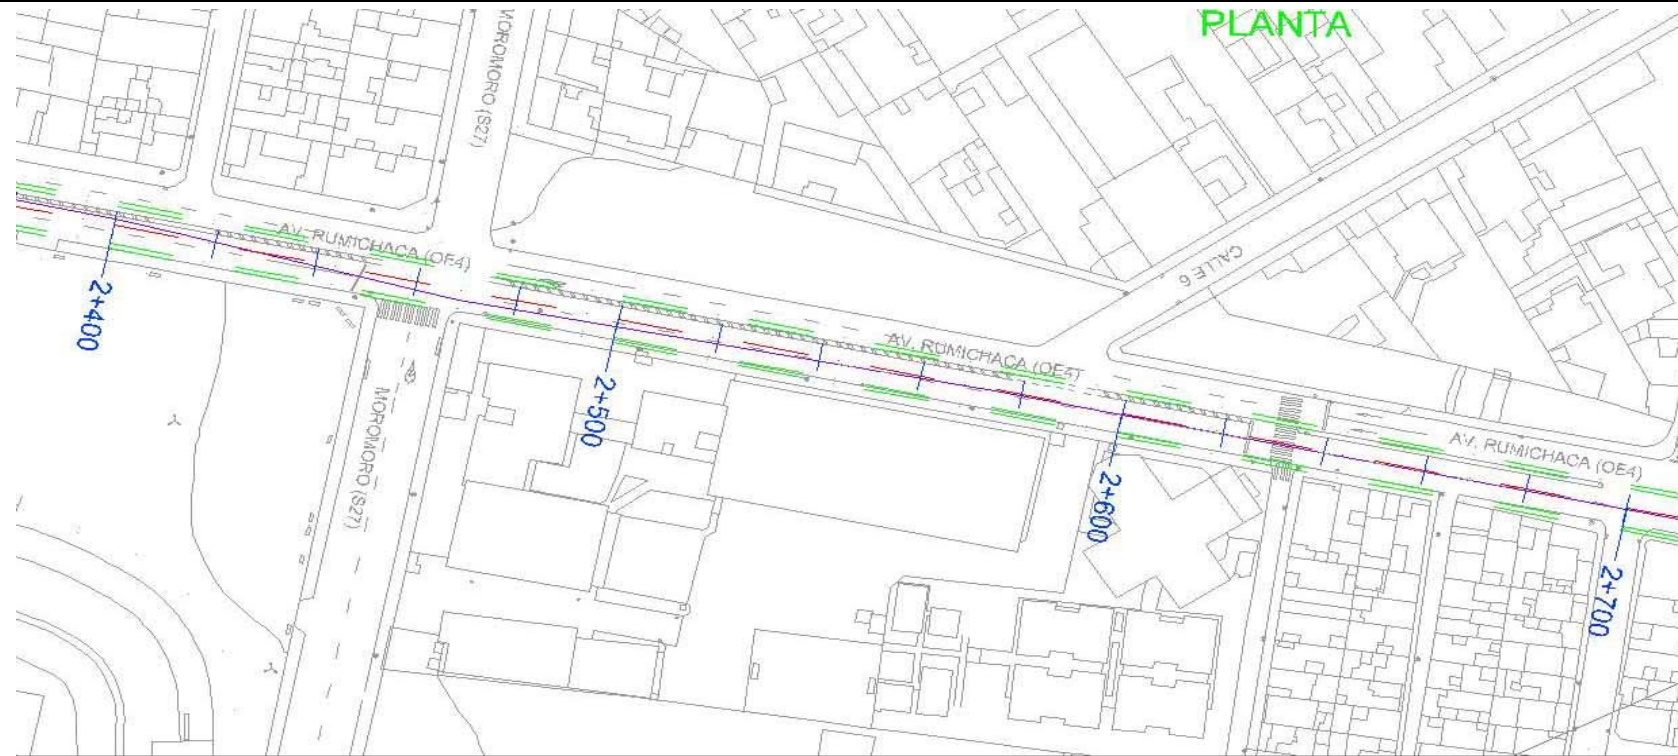 PLANTA
MOROMORO (S27)
AV. RUMICHACA (OE4)
CALLE 6
2+400
AV. RUMICHACA (OE4)
2+500
MOROMORO (S27)
AV. RUMICHACA (OE4)
2+600
2+700